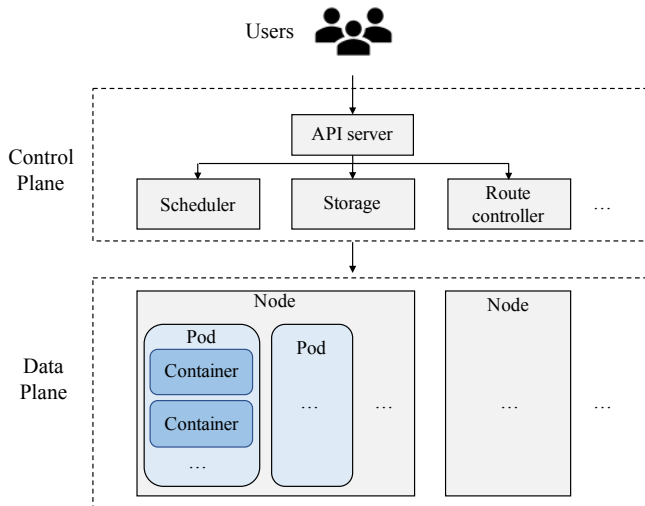 Users
API server
Control
Plane
Scheduler
Storage
Route
controller
...
Node
Node
Pod
Pod
Container
Data
Plane
...
...
...
...
Container
...